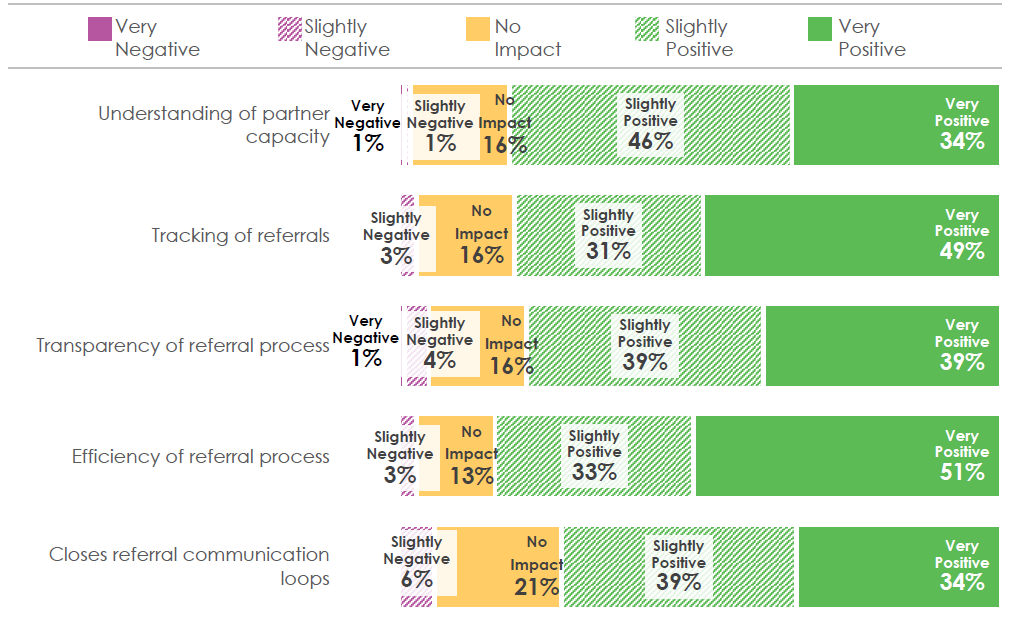 Very Negative
Slightly Negative
No Impact
Slightly Positive
Very Positive
Understanding of partner capacity
Very Negative 1%
Slightly Negative 1%
No Impact 16%
Slightly Positive 46%
Very Positive 34%
Tracking of referrals
Slightly Negative 3%
No Impact 16%
Slightly Positive 31%
Very Positive 49%
Transparency of referral process
Very Negative 1%
Slightly Negative 4%
No Impact 16%
Slightly Positive 39%
Very Positive 39%
Efficiency of referral process
Slightly Negative 3%
No Impact 13%
Slightly Positive 33%
Very Positive 51%
Closes referral communication loops
Slightly Negative 6%
No Impact 21%
Slightly Positive 39%
Very Positive 34%